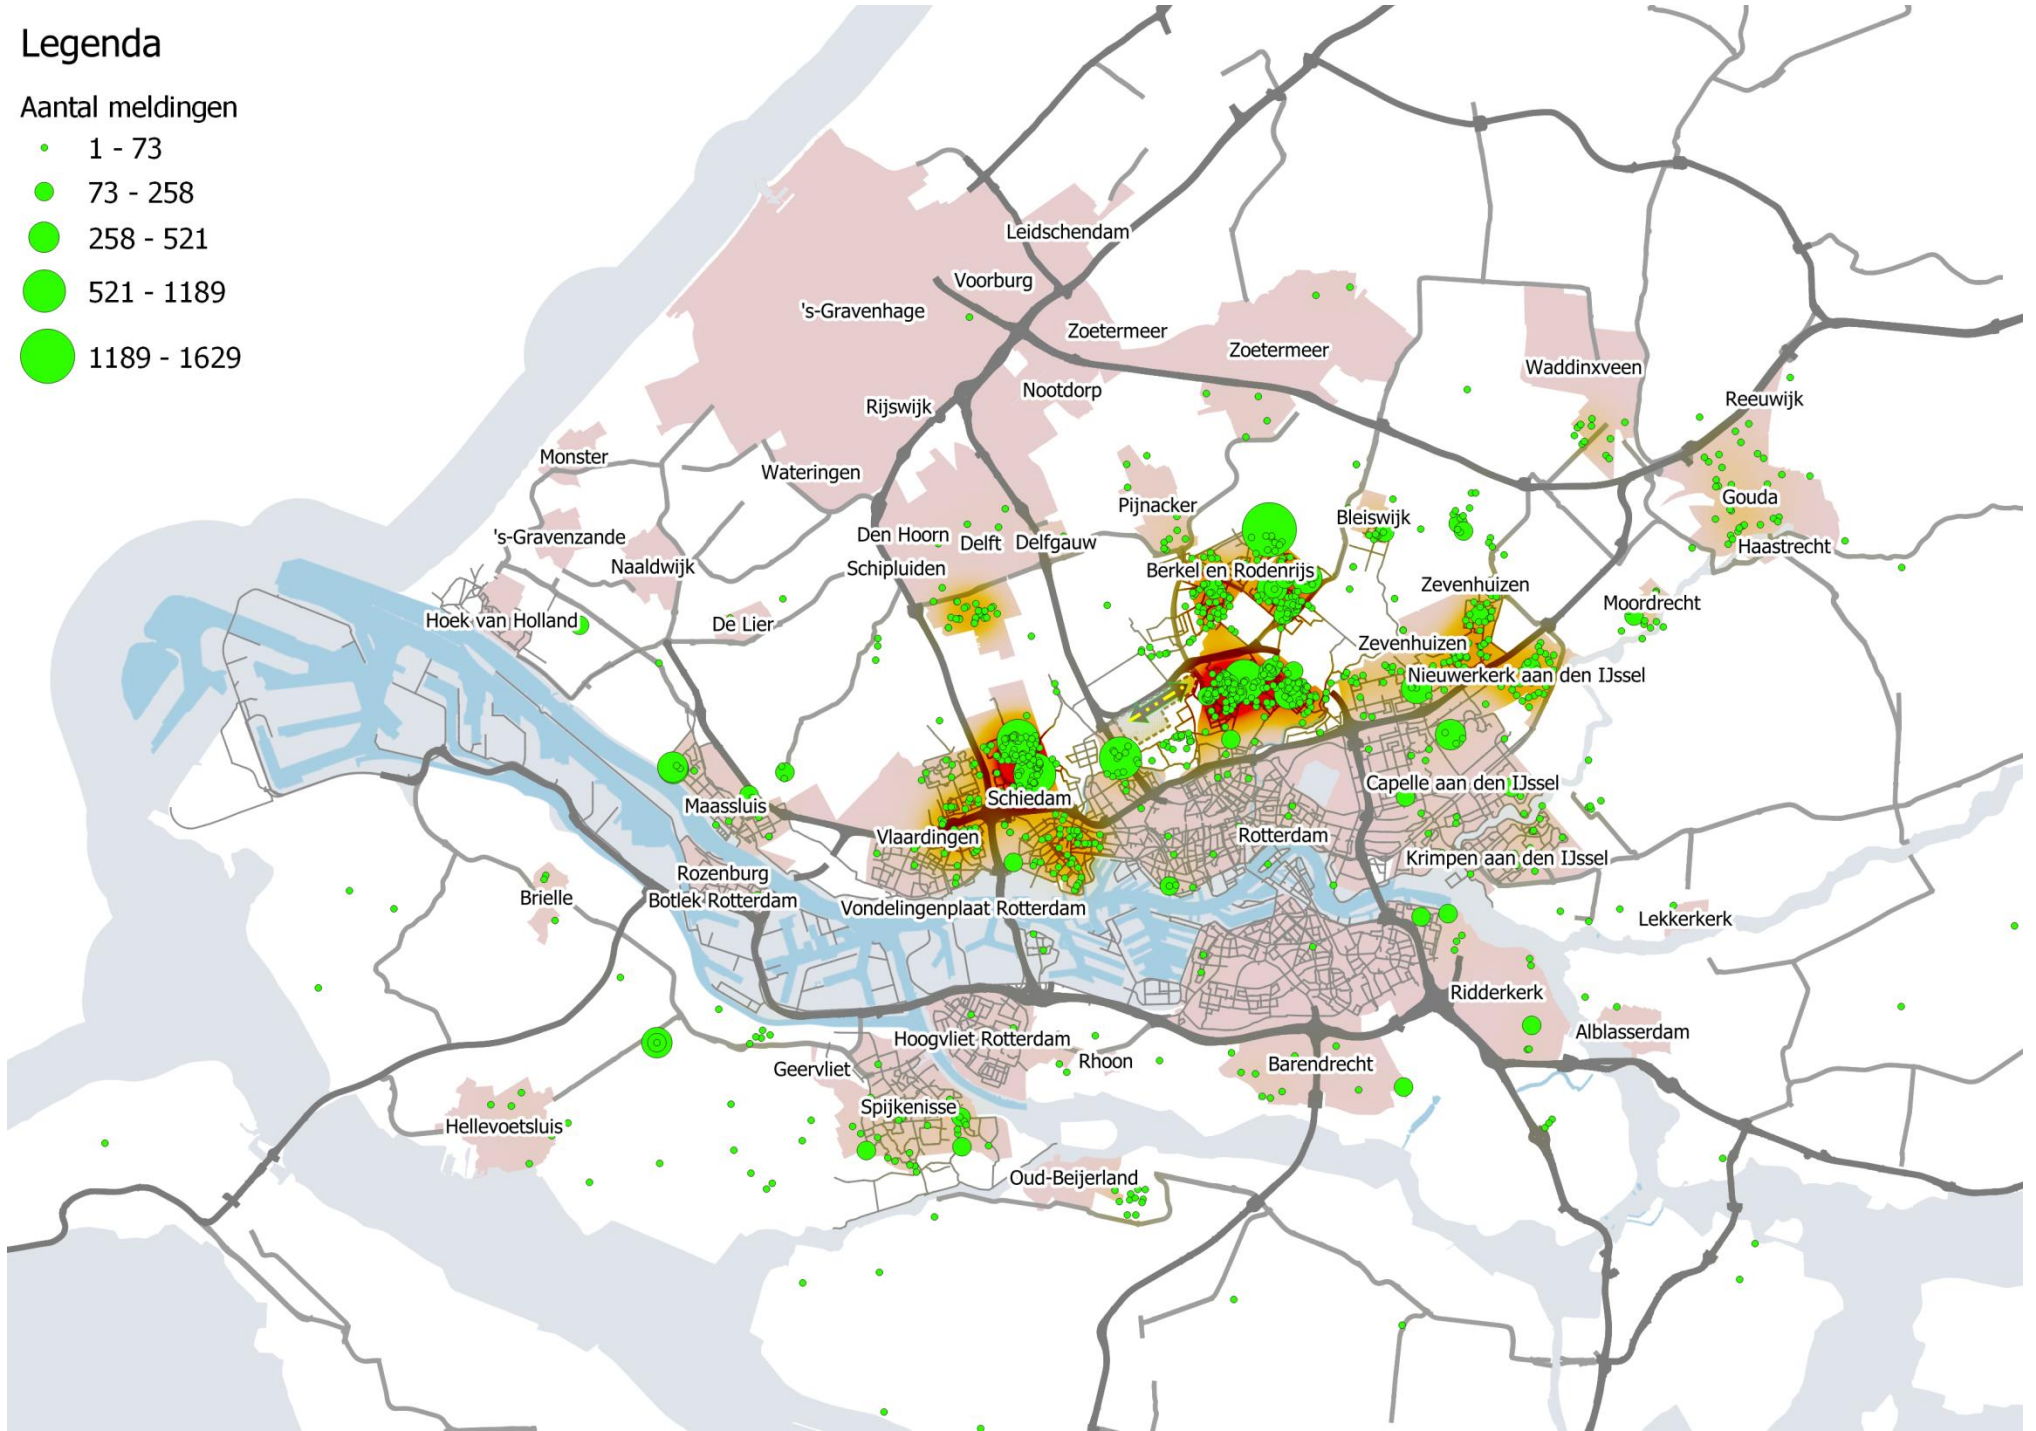 Legenda
Aantal meldingen
1 - 73
73 - 258
258 - 521
521 - 1189
1189 - 1629
Leidschendam
Voorburg
's-Gravenhage
Zoetermeer
Zoetermeer
Waddinxveen
Nootdorp
Reeuwijk
Rijswijk
Monster
Wateringen
Pijnacker
Gouda
Bleiswijk
's-Gravenzande
Den Hoorn
Delft
Delfgauw
Haastrecht
Naaldwijk
Schipluiden
Berkel en Rodenrijs
Zevenhuizen
Moordrecht
Hoek van Holland
De Lier
Zevenhuizen
Nieuwerkerk aan den IJssel
Capelle aan den IJssel
Schiedam
Maassluis
Vlaardingen
Rotterdam
Krimpen aan den IJssel
Rozenburg
Brielle
Botlek Rotterdam
Vondelingenplaat Rotterdam
Lekkerkerk
Ridderkerk
Alblasserdam
Hoogvliet Rotterdam
Geervliet
Rhoon
Barendrecht
Spijkenisse
Hellevoetsluis
Oud-Beijerland